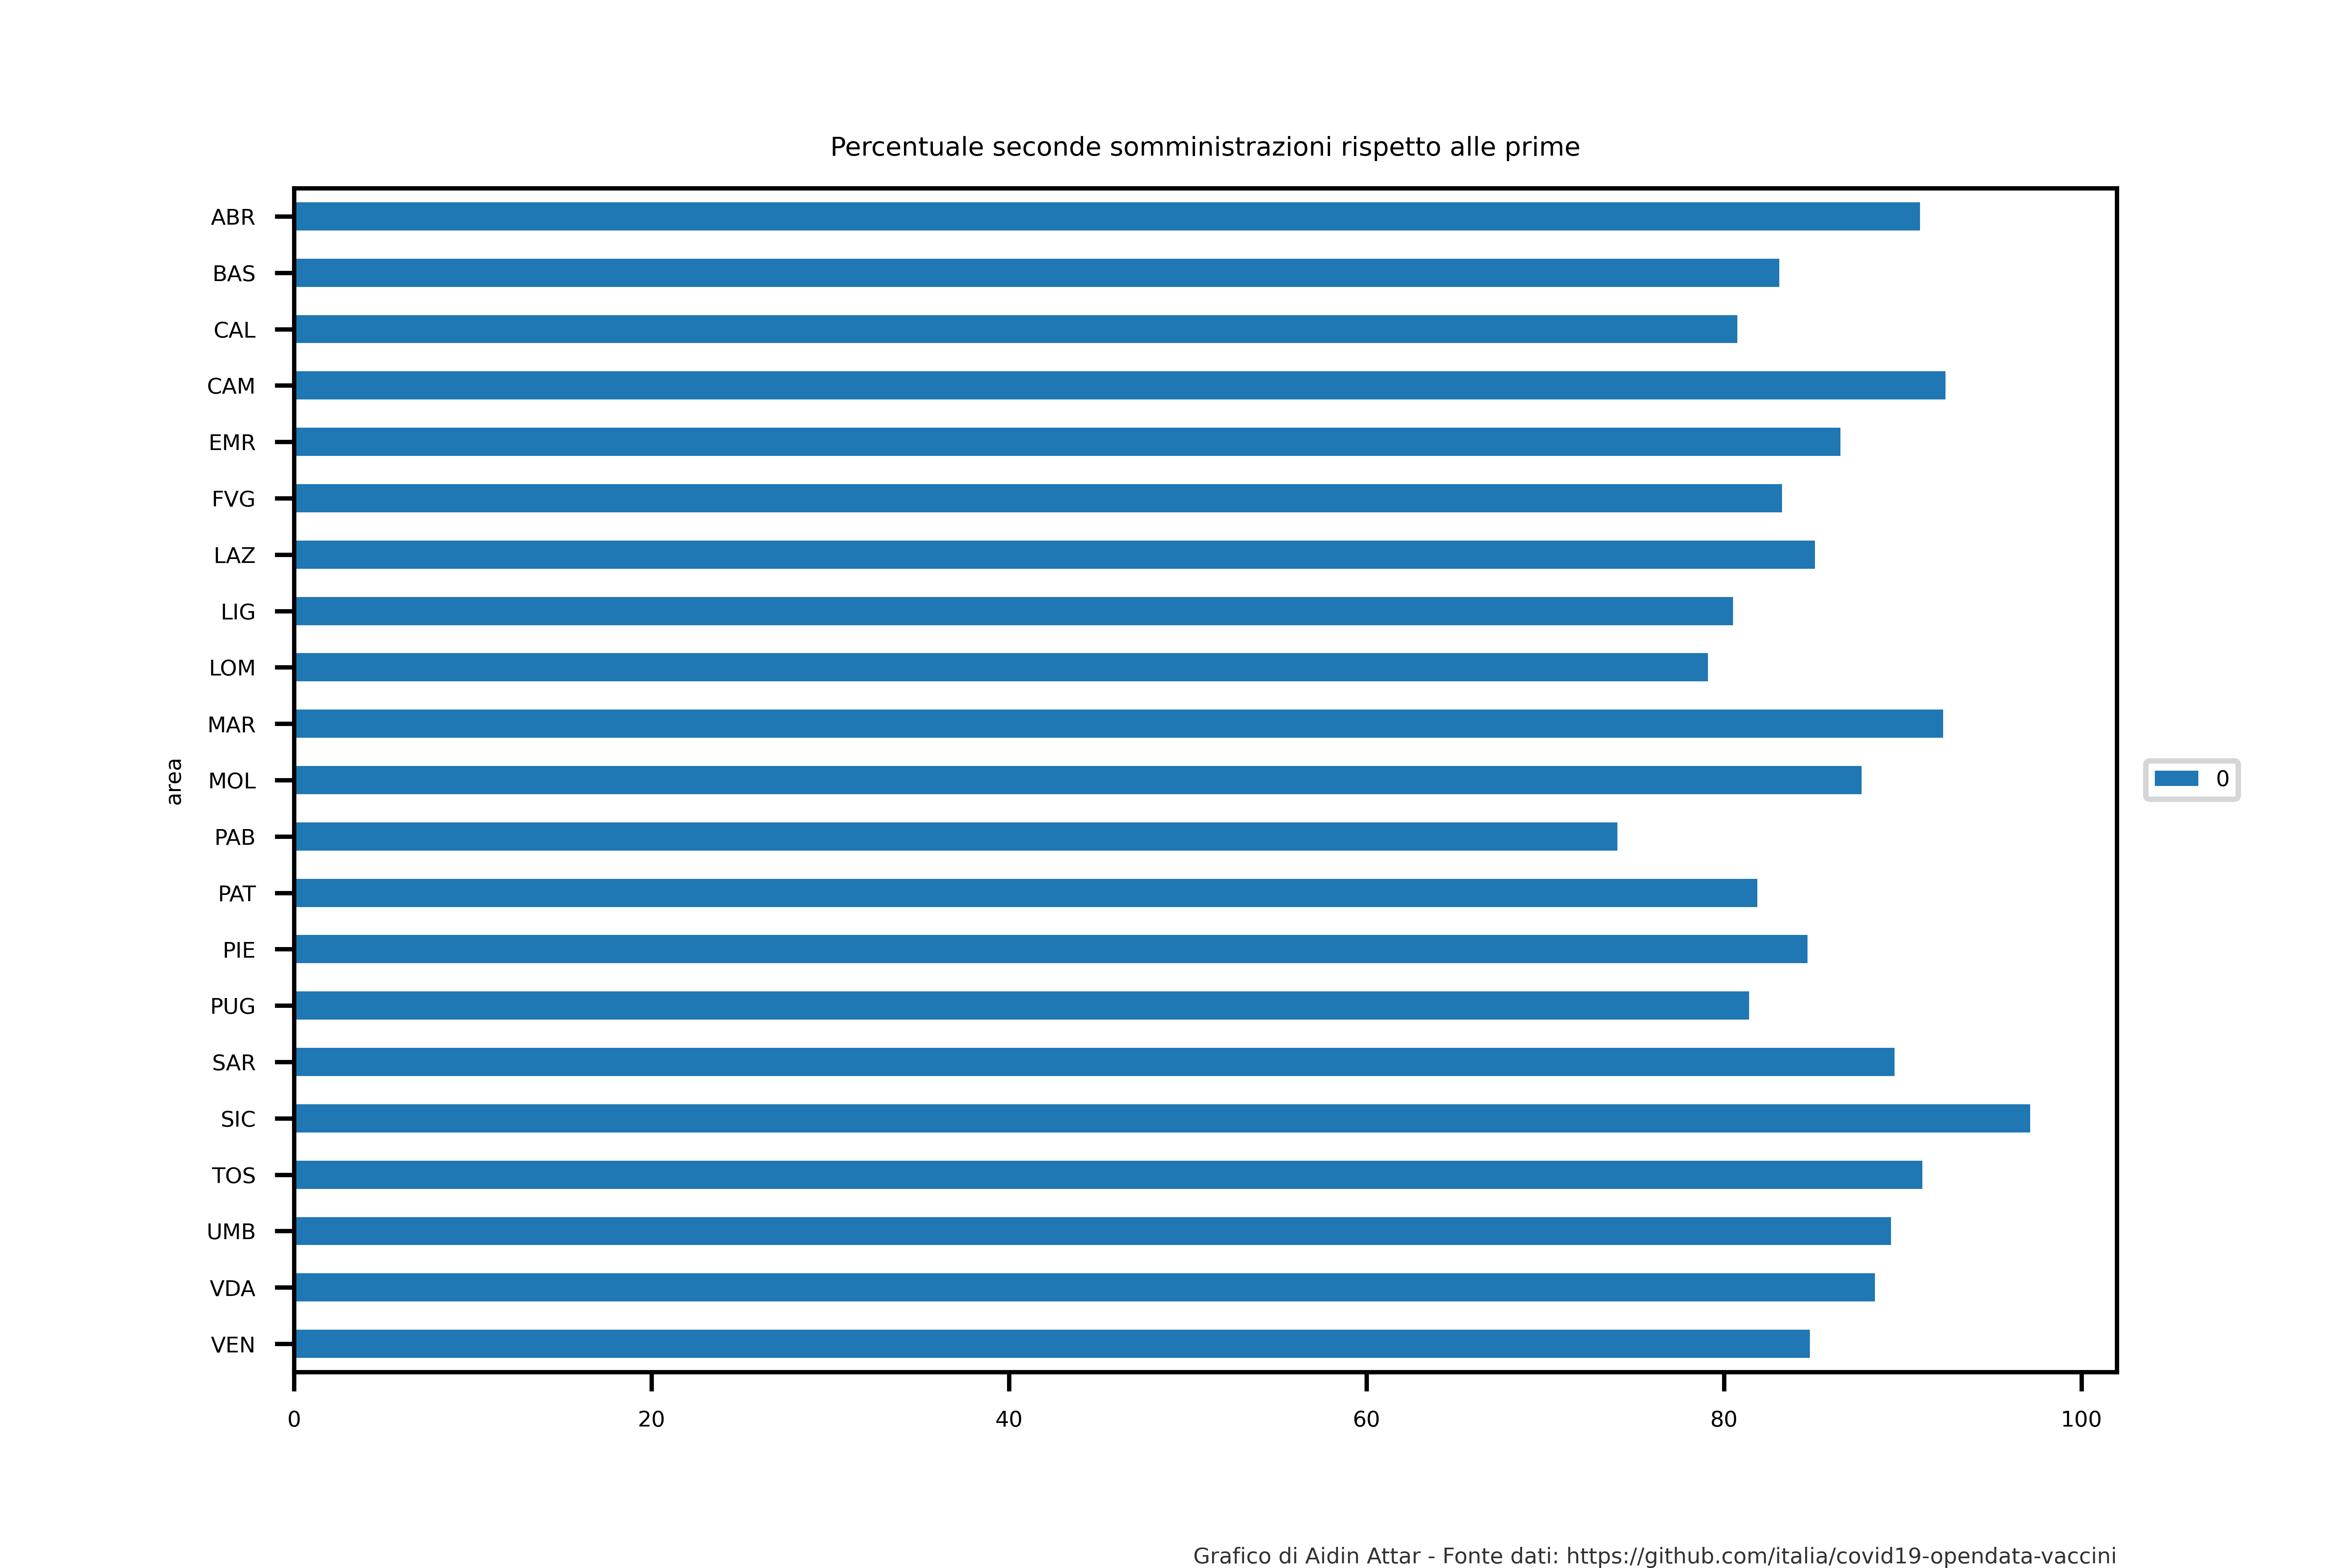 Percentuale seconde somministrazioni rispetto alle prime
ABR
BAS
CAL
CAM
EMR
FVG
LAZ
LIG
LOM
MAR
MOL
PAB
PAT
PIE
PUG
SAR
SIC
TOS
UMB
VDA
VEN
area
0
0 20 40 60 80 100
Grafico di Aidin Attar - Fonte dati: https://github.com/italia/covid19-opendata-vaccini